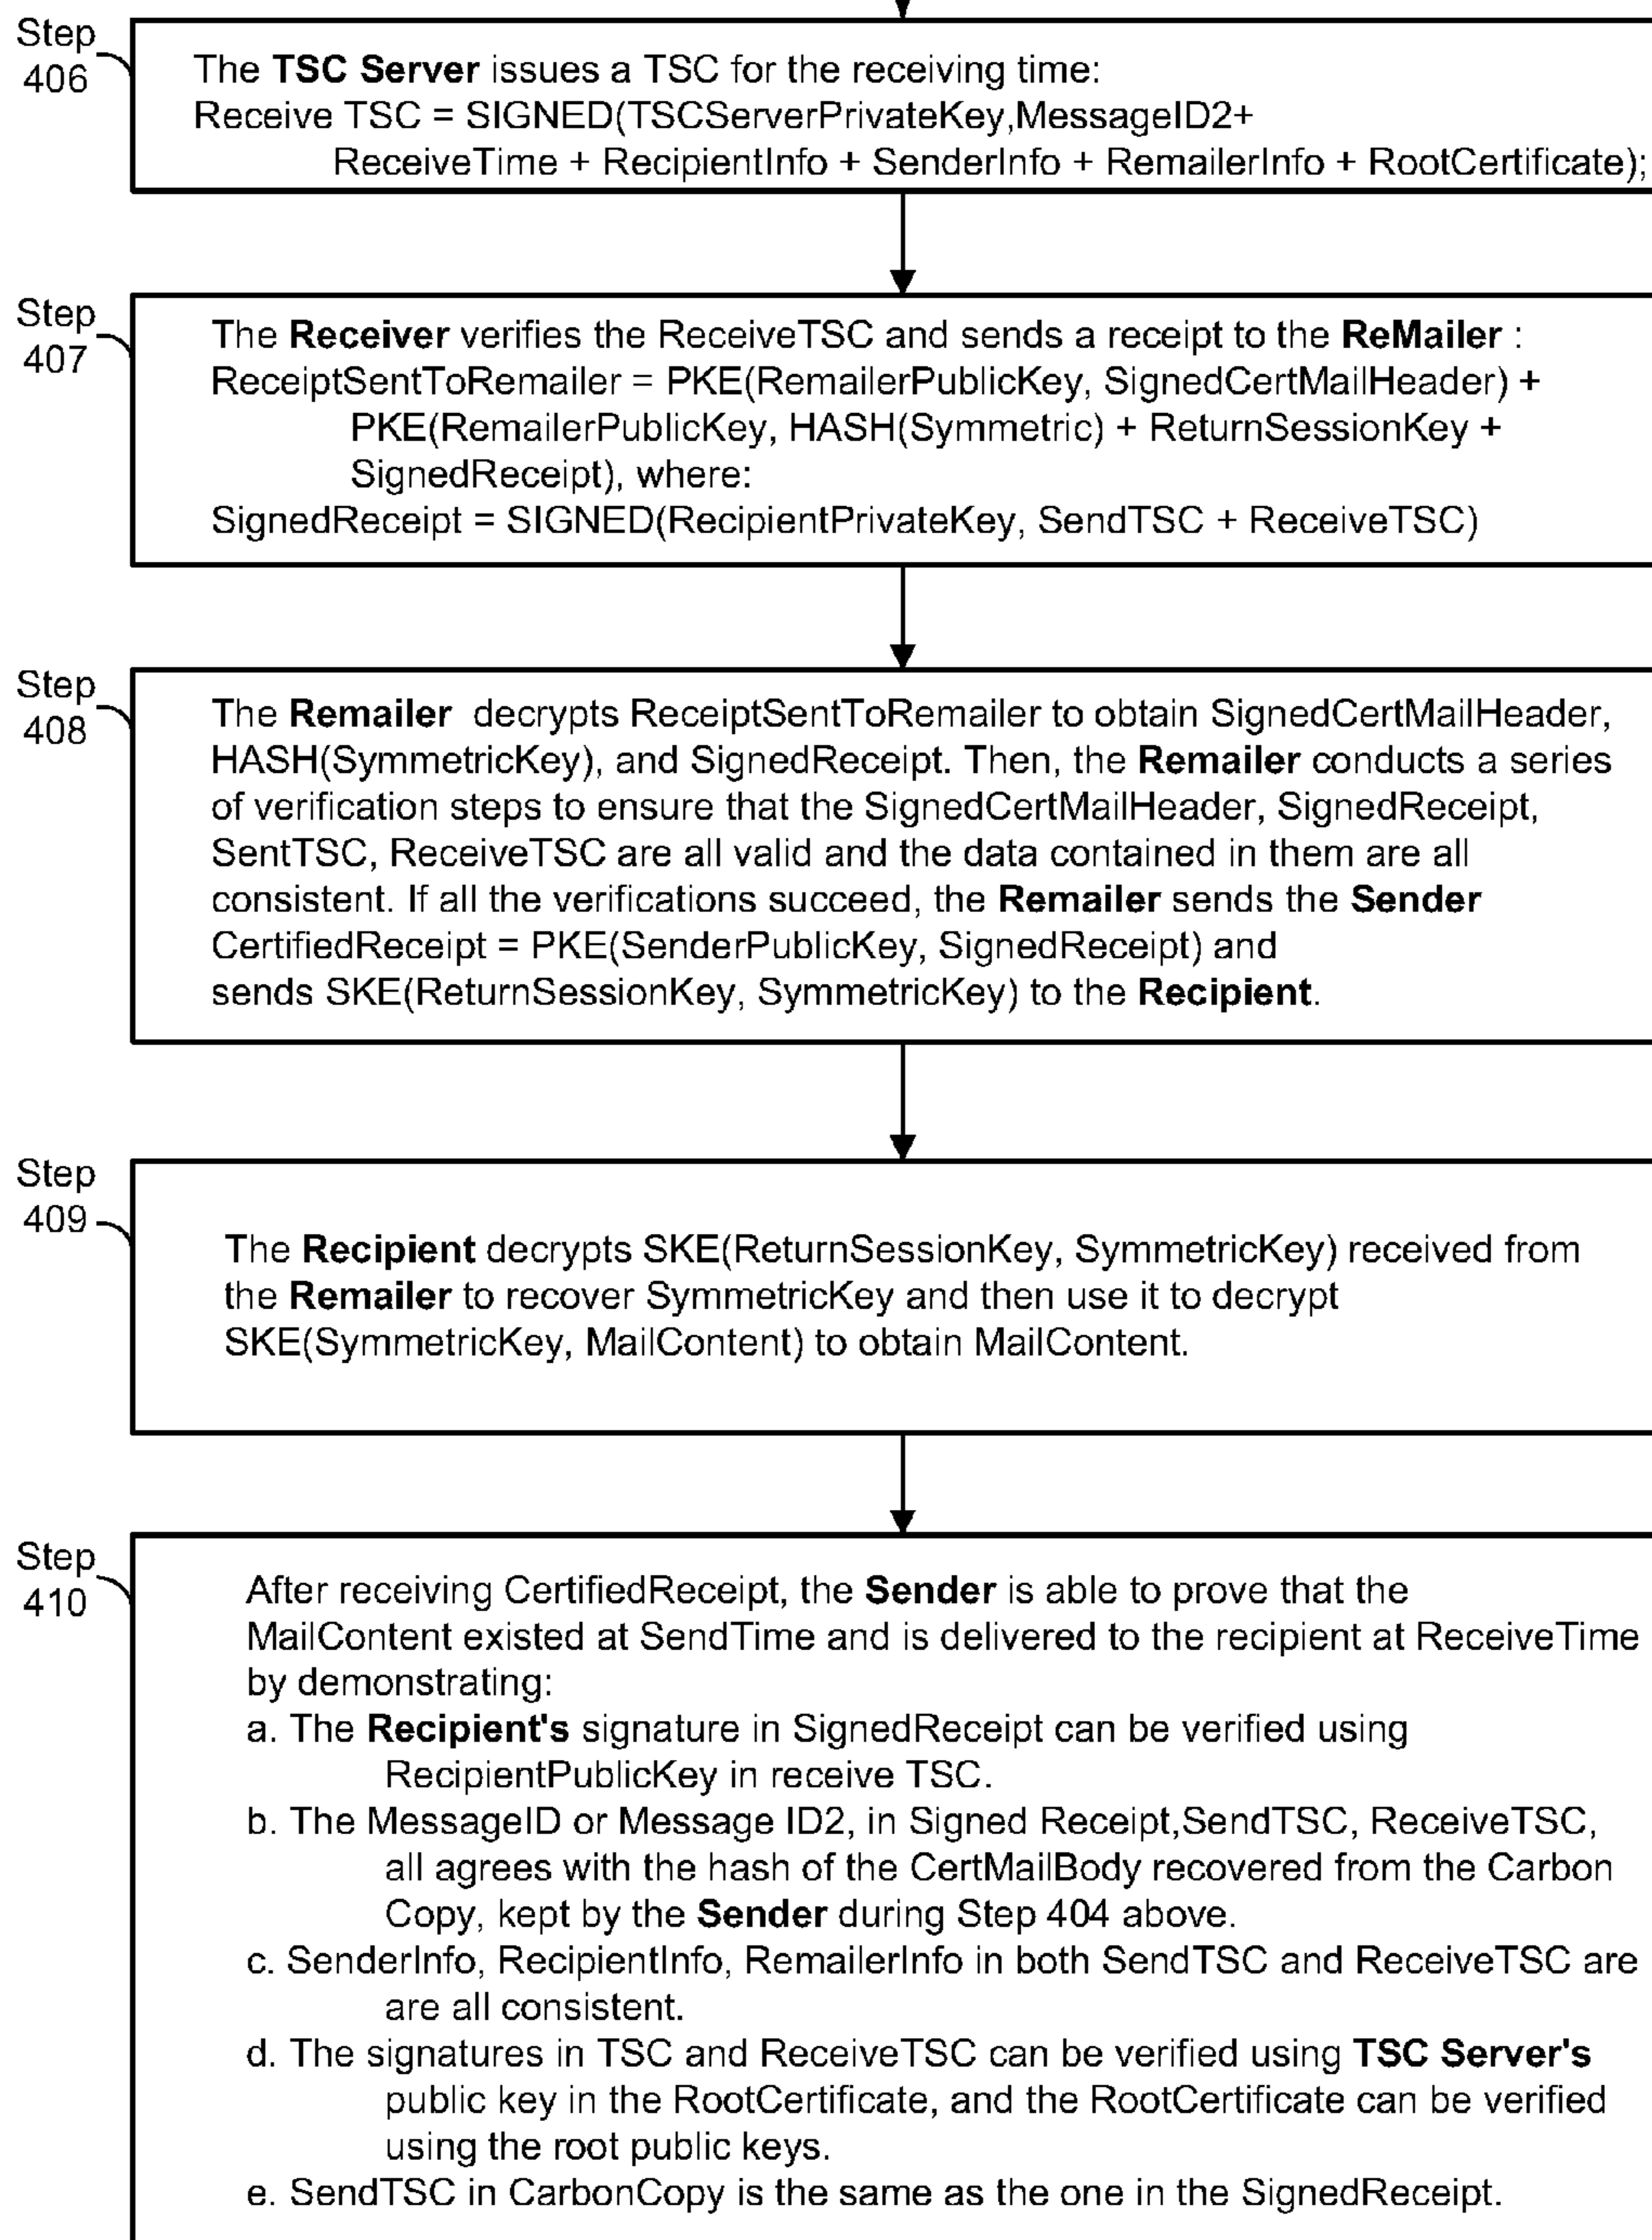 Step
406
The TSC Server issues a TSC for the receiving time:
Receive TSC = SIGNED(TSCServerPrivateKey,MessageID2+
ReceiveTime + RecipientInfo + SenderInfo + RemailerInfo + RootCertificate);
Step
407
The Receiver verifies the ReceiveTSC and sends a receipt to the ReMailer :
ReceiptSentToRemailer = PKE(RemailerPublicKey, SignedCertMailHeader) +
PKE(RemailerPublicKey, HASH(Symmetric) + ReturnSessionKey +
SignedReceipt), where:
SignedReceipt = SIGNED(RecipientPrivateKey, SendTSC + ReceiveTSC)
Step
408
The Remailer decrypts ReceiptSentToRemailer to obtain SignedCertMailHeader,
HASH(SymmetricKey), and SignedReceipt. Then, the Remailer conducts a series
of verification steps to ensure that the SignedCertMailHeader, SignedReceipt,
SentTSC, ReceiveTSC are all valid and the data contained in them are all
consistent. If all the verifications succeed, the Remailer sends the Sender
CertifiedReceipt = PKE(SenderPublicKey, SignedReceipt) and
sends SKE(ReturnSessionKey, SymmetricKey) to the Recipient.
Step
409
The Recipient decrypts SKE(ReturnSessionKey, SymmetricKey) received from
the Remailer to recover SymmetricKey and then use it to decrypt
SKE(SymmetricKey, MailContent) to obtain MailContent.
Step
410
After receiving CertifiedReceipt, the Sender is able to prove that the
MailContent existed at SendTime and is delivered to the recipient at ReceiveTime
by demonstrating:
a. The Recipient's signature in SignedReceipt can be verified using
RecipientPublicKey in receive TSC.
b. The MessageID or Message ID2, in Signed Receipt,SendTSC, ReceiveTSC,
all agrees with the hash of the CertMailBody recovered from the Carbon
Copy, kept by the Sender during Step 404 above.
c. SenderInfo, RecipientInfo, RemailerInfo in both SendTSC and ReceiveTSC are
are all consistent.
d. The signatures in TSC and ReceiveTSC can be verified using TSC Server's
public key in the RootCertificate, and the RootCertificate can be verified
using the root public keys.
e. SendTSC in CarbonCopy is the same as the one in the SignedReceipt.